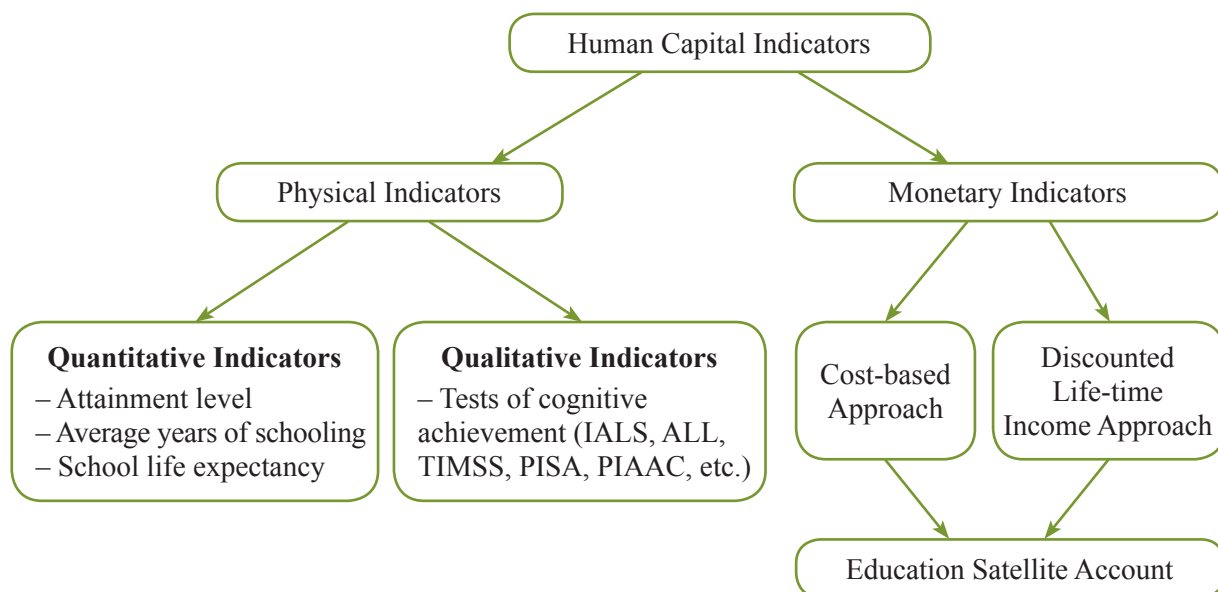 Human Capital Indicators
Physical Indicators
Monetary Indicators
Quantitative Indicators
– Attainment level
– Average years of schooling
– School life expectancy
Qualitative Indicators
– Tests of cognitive
achievement (IALS, ALL,
TIMSS, PISA, PIAAC, etc.)
Cost-based
Approach
Discounted
Life-time
Income Approach
Education Satellite Account